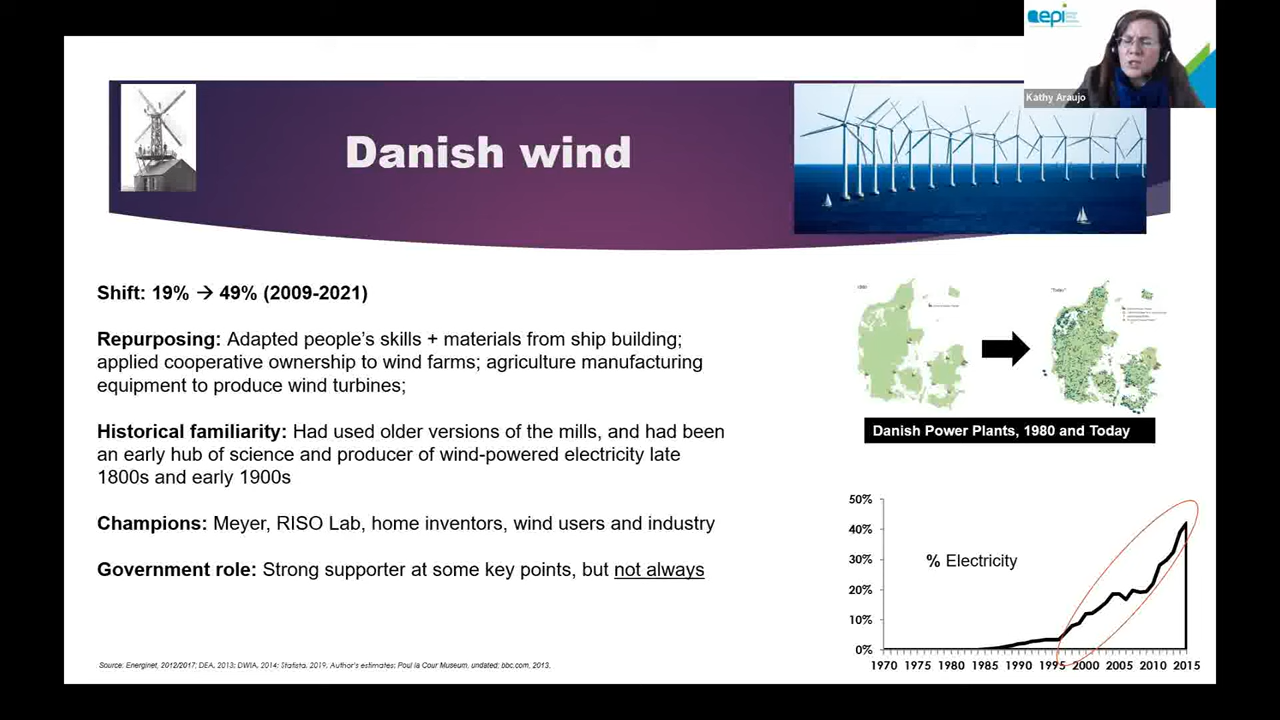 epi
Kathy Araujo
Danish wind
Shift: 19% → 49% (2009-2021)
Repurposing: Adapted people's skills + materials from ship building;
applied cooperative ownership to wind farms; agriculture manufacturing
equipment to produce wind turbines;
Historical familiarity: Had used older versions of the mills, and had been
an early hub of science and producer of wind-powered electricity late
1800s and early 1900s
Champions: Meyer, RISO Lab, home inventors, wind users and industry
Government role: Strong supporter at some key points, but not always
Source: Energinet, 2012/2017; DEA, 2013; DWIA, 2014; Statista, 2019, Author's estimates; Poul la Cour Museum, undated; bbc.com, 2013.
"Today"
Danish Power Plants, 1980 and Today
50%
40%
30%
20%
10%
0%
% Electricity
1970 1975 1980 1985 1990 1995 2000 2005 2010 2015